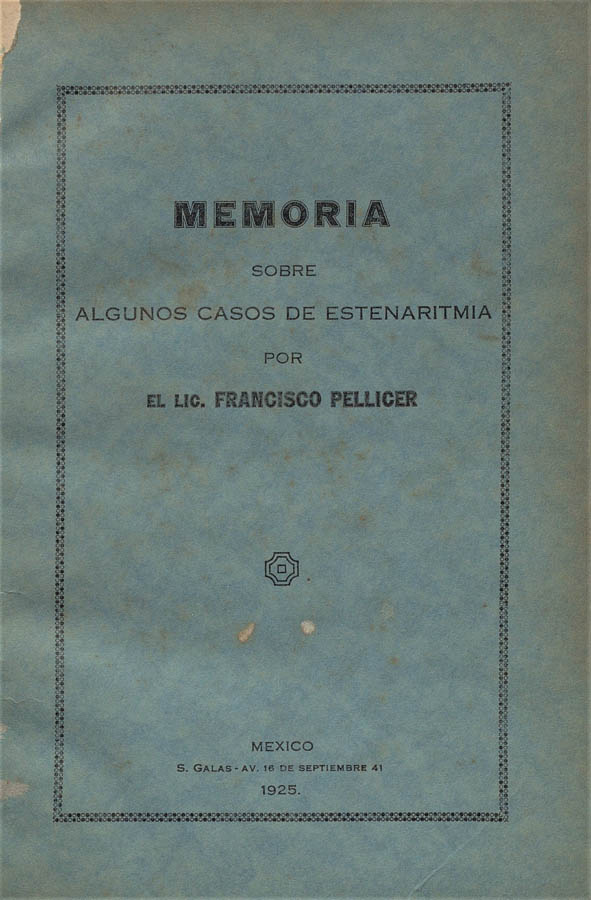 MEMORIA
SOBRE
ALGUNOS CASOS DE ESTENARITMIA
POR
EL LIC. FRANCISCO PELLICER
MEXICO
S. GALAS - AV. 16 DE SEPTIEMBRE 41
1925.